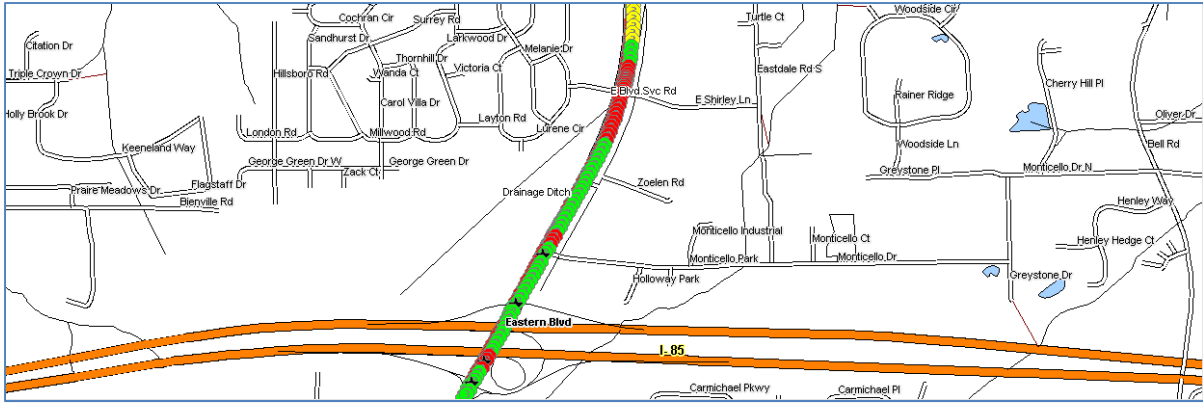 Cochran Cir
Surrey Rd
Turtle Ct
Woodside Cir
Citation Dr
Sandhurst Dr
Larkwood Dr
Melanie Dr
Thornhill Dr
Victoria Ct
Eastdale Rd S
Triple Crown Dr
Hillsboro Rd
Wanda Ct
Cherry Hill Pl
E Blvd Svc Rd
E Shirley Ln
Rainer Ridge
Carol Villa Dr
Holly Brook Dr
Layton Rd
Oliver Dr
London Rd
Millwood Rd
Lurene Cir
Keeneland Way
Woodside Ln
Bell Rd
George Green Dr W
George Green Dr
Zack Ct
Greystone Pl
Monticello Dr N
Flagstaff Dr
Prairie Meadows Dr
Drainage Ditch
Zoelen Rd
Bienville Rd
Henley Way
Monticello Industrial
Monticello Ct
Henley Hedge Ct
Monticello Park
Monticello Dr
Holloway Park
Greystone Dr
Eastern Blvd
I-85
Carmichael Pkwy
Carmichael Pl